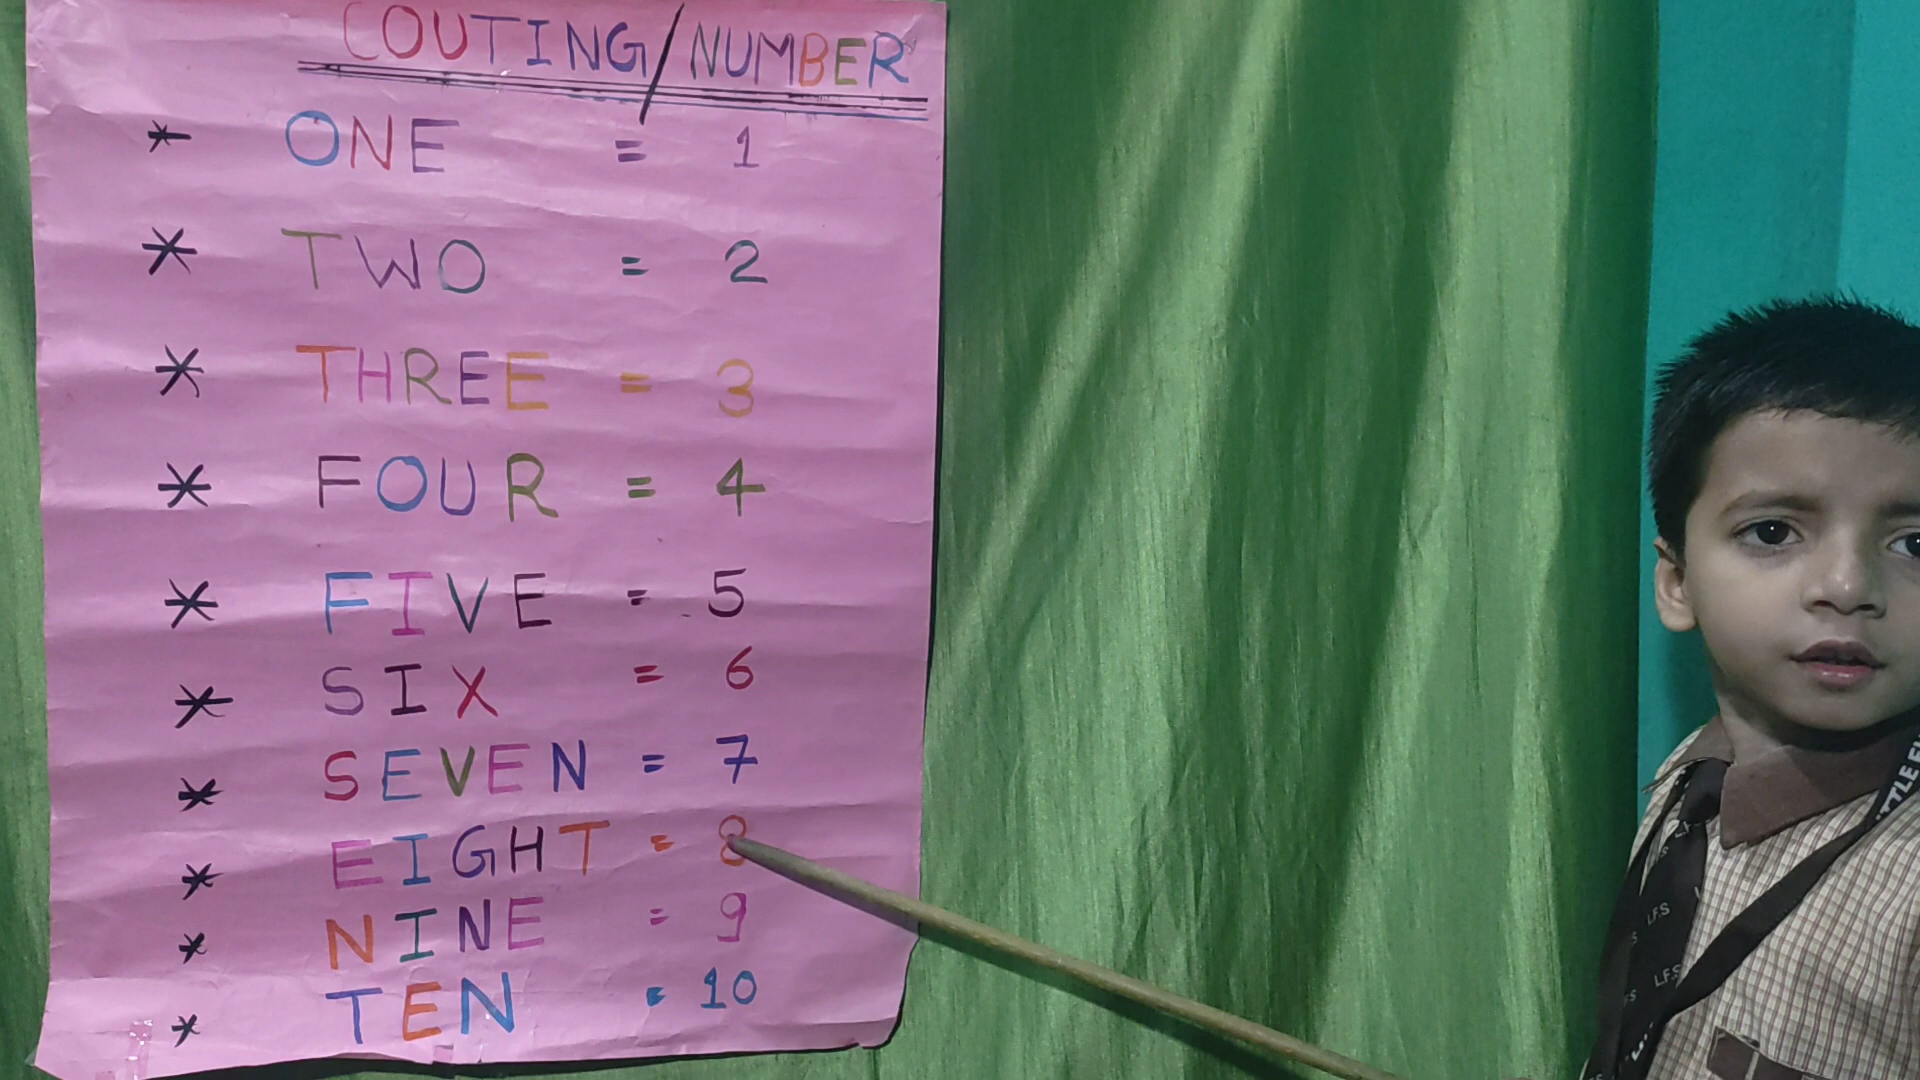 COUTING/NUMBER
* ONE = 1
* TWO = 2
* THREE = 3
* FOUR = 4
* FIVE = 5
* SIX = 6
* SEVEN = 7
* EIGHT = 8
* NINE = 9
* TEN = 10
L.F.S
L.F.S